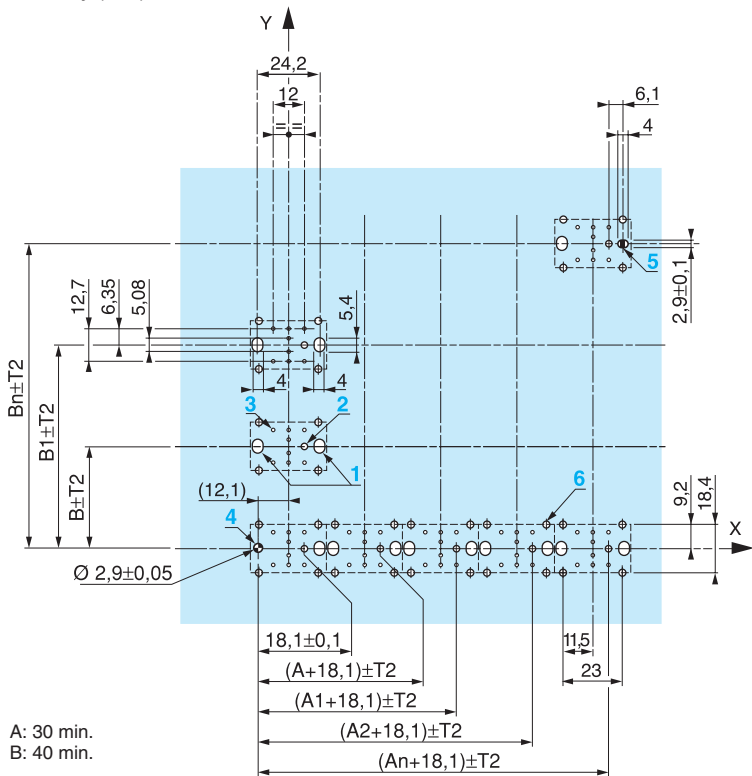 Y
24,2
12
=
=
6,1
4
5
2,9±0,1
12,7
6,35
5,08
5,4
4
4
Bn±T2
B1±T2
B±T2
3
2
1
(12,1)
4
6
9,2
18,4
X
Ø 2,9±0,05
18,1±0,1
11,5
(A+18,1)±T2
23
(A1+18,1)±T2
(A2+18,1)±T2
(An+18,1)±T2
A: 30 min.
B: 40 min.